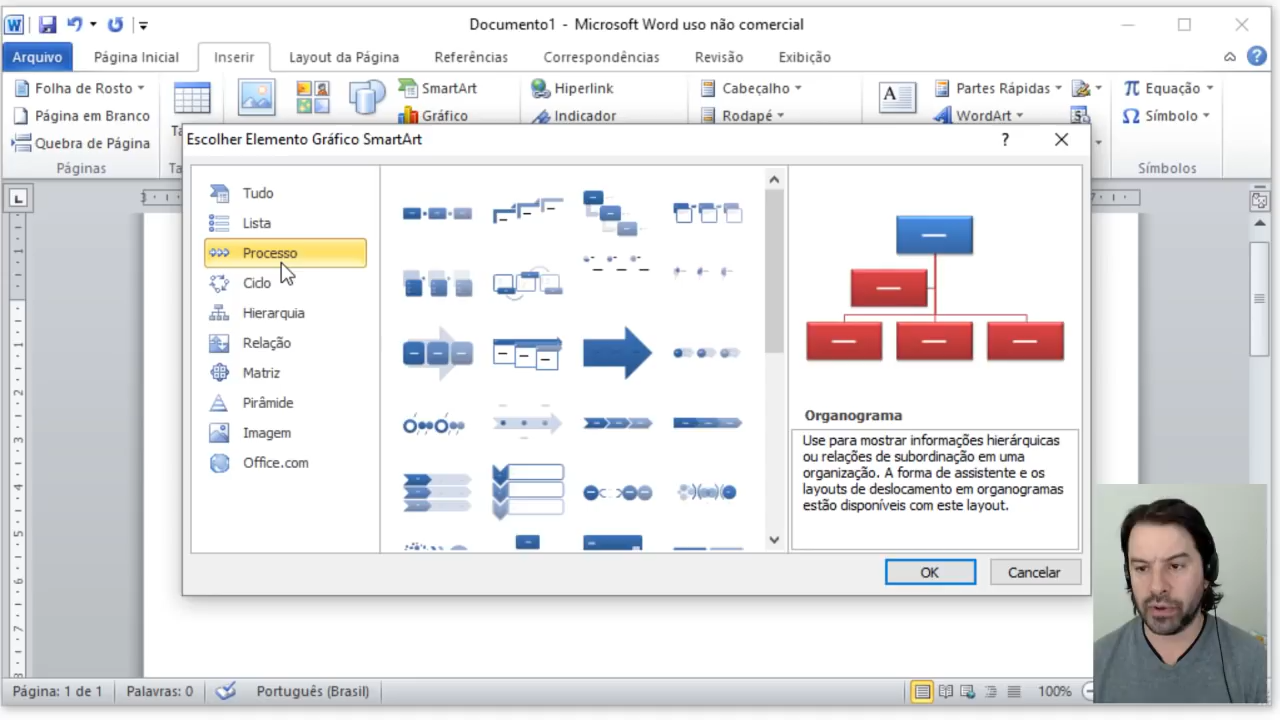 Documento1 - Microsoft Word uso não comercial
Arquivo Página Inicial Inserir Layout da Página Referências Correspondências Revisão Exibição
Folha de Rosto SmartArt Hiperlink Cabeçalho Partes Rápidas Equação
Página em Branco Gráfico Indicador Rodapé WordArt Símbolo
Quebra de Página
Páginas Símbolos
Escolher Elemento Gráfico SmartArt
Tudo
Lista
Processo
Ciclo
Hierarquia
Relação
Matriz
Pirâmide
Imagem
Office.com
Organograma
Use para mostrar informações hierárquicas
ou relações de subordinação em uma
organização. A forma de assistente e os
layouts de deslocamento em organogramas
estão disponíveis com este layout.
OK Cancelar
Página: 1 de 1 Palavras: 0 Português (Brasil) 100%